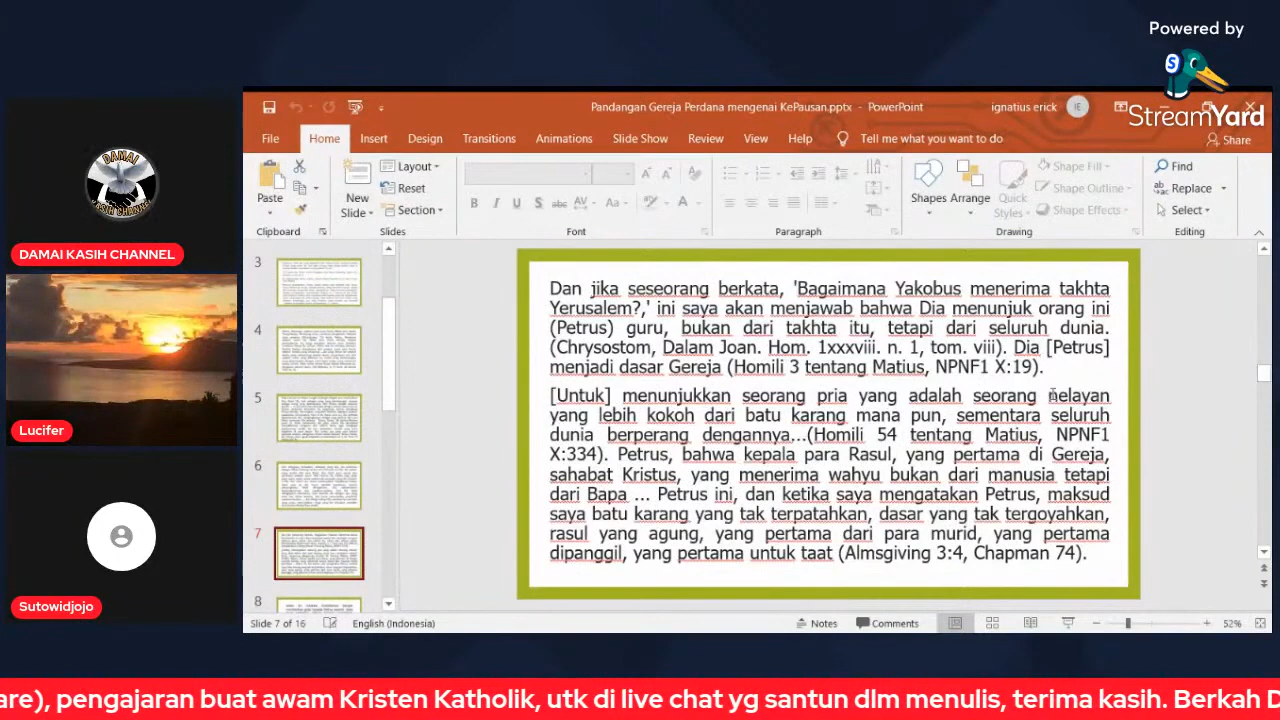 Powered by
StreamYard
Pandangan Gereja Perdana mengenai KePausan.pptx - PowerPoint
ignatius erick
IE
File Home Insert Design Transitions Animations Slide Show Review View Help Tell me what you want to do
Share
Paste
New
Slide
Layout
Reset
Section
Shapes
Arrange
Quick
Styles
Shape Fill
Shape Outline
Shape Effects
Find
Replace
Select
Clipboard
Slides
Font
Paragraph
Drawing
Editing
DAMAI
KASIH CHANNEL
DAMAI KASIH CHANNEL
Lucifer
Sutowidjojo
3
4
5
6
7
8
Dan jika seseorang berkata, 'Bagaimana Yakobus menerima takhta
Yerusalem?,' ini saya akan menjawab bahwa Dia menunjuk orang ini
(Petrus) guru, bukan dari takhta itu, tetapi dari seluruh dunia.
(Chrysostom, Dalam Joan. Hom. 1xxxviii. n. 1, tom. viii). Dia [Petrus]
menjadi dasar Gereja (Homili 3 tentang Matius, NPNF1 X:19).
[Untuk] menunjukkan seorang pria yang adalah seorang nelayan
lebih kokoh dari batu karang mana pun, sementara seluruh
dunia berperang dengannya...(Homili 54 tentang Matius, NPNF1
X:334). Petrus, bahwa kepala para Rasul, yang pertama di Gereja,
sahabat Kristus, yang menerima wahyu bukan dari manusia tetapi
dari Bapa ... Petrus ini, dan ketika saya mengatakan Petrus, maksud
saya batu karang yang tak terpatahkan, dasar yang tak tergoyahkan,
rasul yang agung, yang pertama dari para murid, yang pertama
dipanggil, yang pertama untuk taat (Almsgiving 3:4, Chapman 74).
Slide 7 of 16
English (Indonesia)
Notes
Comments
52%
are), pengajaran buat awam Kristen Katholik, utk di live chat yg santun dlm menulis, terima kasih. Berkah D